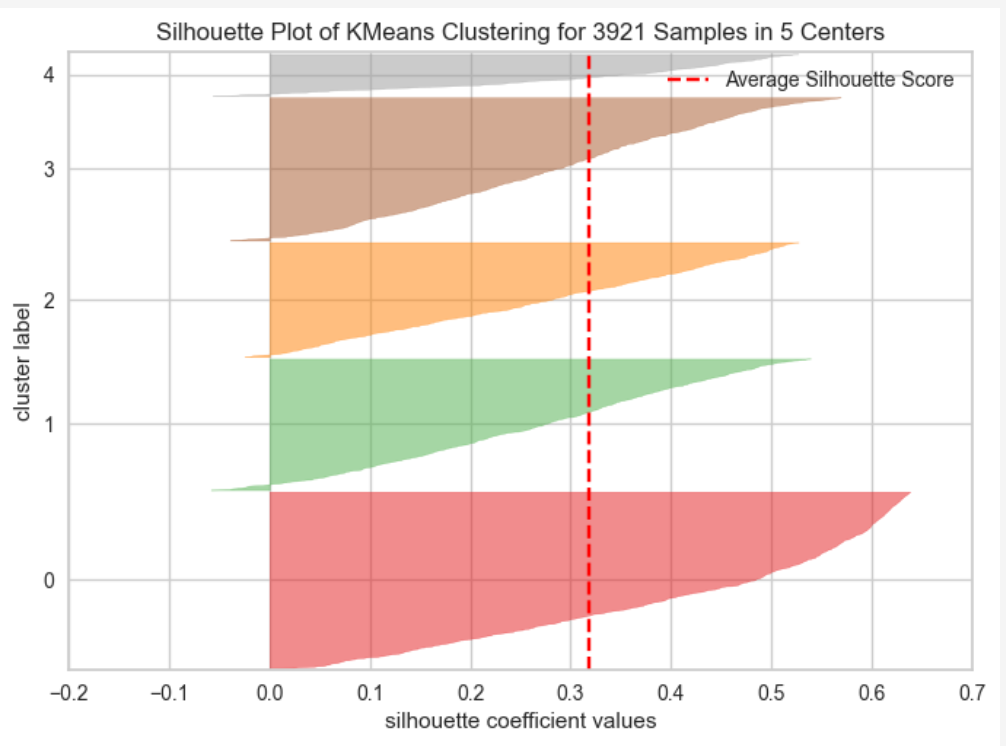 Silhouette Plot of KMeans Clustering for 3921 Samples in 5 Centers
Average Silhouette Score
4
3
2
1
0
cluster label
−0.2 −0.1 0.0 0.1 0.2 0.3 0.4 0.5 0.6 0.7
silhouette coefficient values